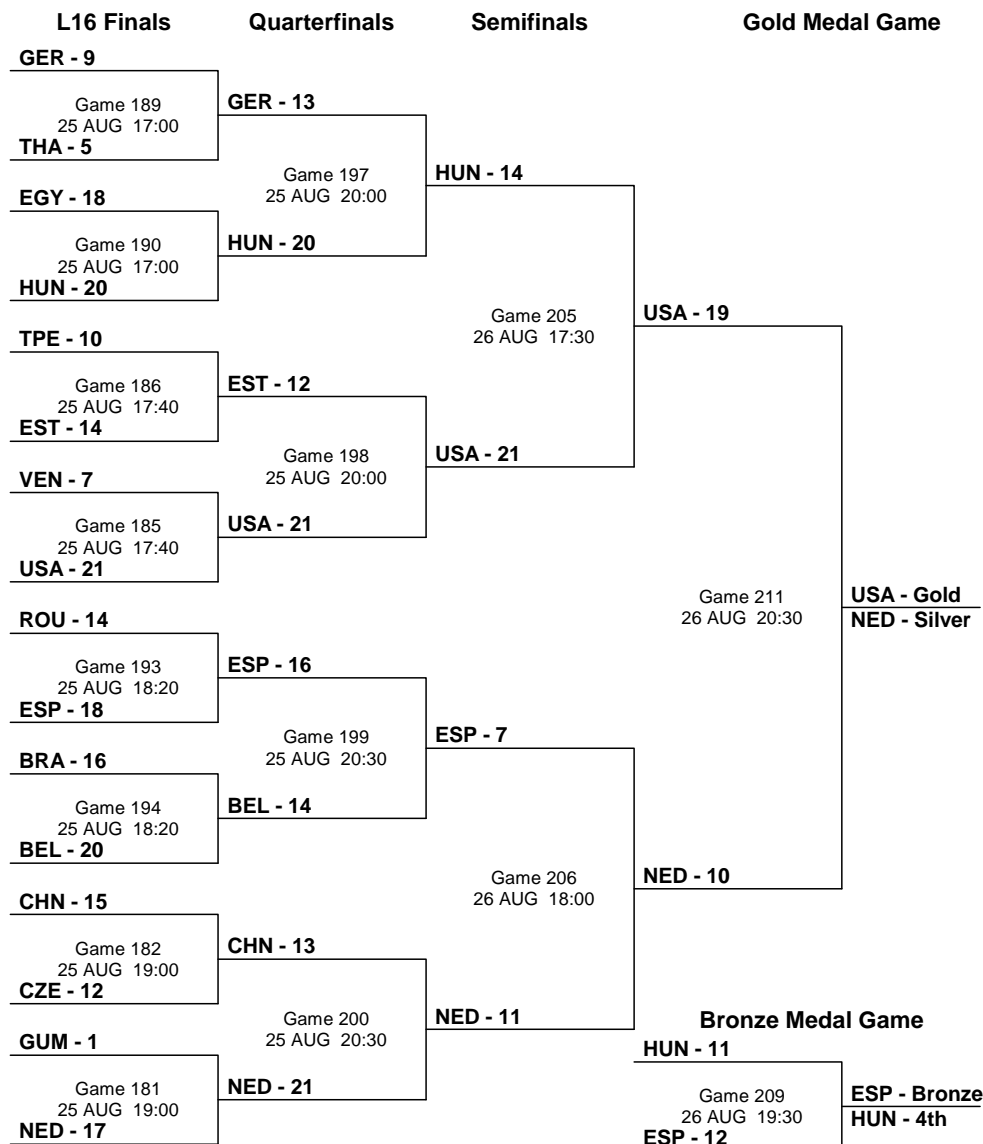 L16 Finals Quarterfinals Semifinals Gold Medal Game
GER - 9
Game 189
25 AUG 17:00
THA - 5
GER - 13
EGY - 18
Game 190
25 AUG 17:00
HUN - 20
HUN - 20
Game 197
25 AUG 20:00
HUN - 14
TPE - 10
Game 186
25 AUG 17:40
EST - 14
EST - 12
VEN - 7
Game 185
25 AUG 17:40
USA - 21
USA - 21
Game 198
25 AUG 20:00
USA - 21
Game 205
26 AUG 17:30
USA - 19
ROU - 14
Game 193
25 AUG 18:20
ESP - 18
ESP - 16
BRA - 16
Game 194
25 AUG 18:20
BEL - 20
BEL - 14
Game 199
25 AUG 20:30
ESP - 7
CHN - 15
Game 182
25 AUG 19:00
CZE - 12
CHN - 13
GUM - 1
Game 181
25 AUG 19:00
NED - 17
NED - 21
Game 200
25 AUG 20:30
NED - 11
Game 206
26 AUG 18:00
NED - 10
Game 211
26 AUG 20:30
USA - Gold
NED - Silver
Bronze Medal Game
HUN - 11
Game 209
26 AUG 19:30
ESP - 12
ESP - Bronze
HUN - 4th